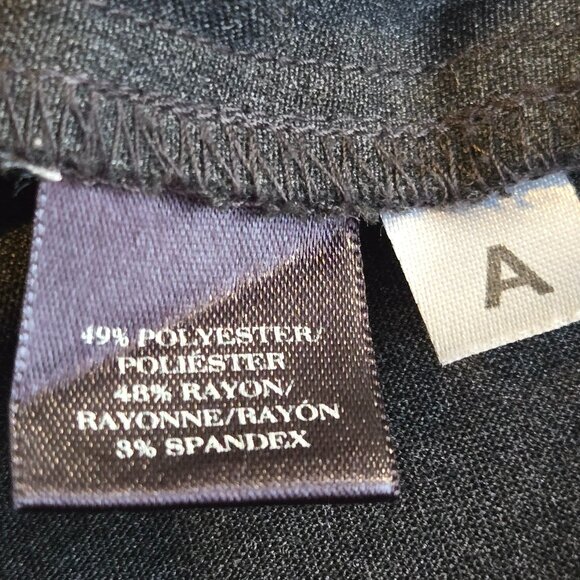 49% POLYESTER/
POLIÉSTER
48% RAYON/
RAYONNE/RAYÓN
3% SPANDEX
A